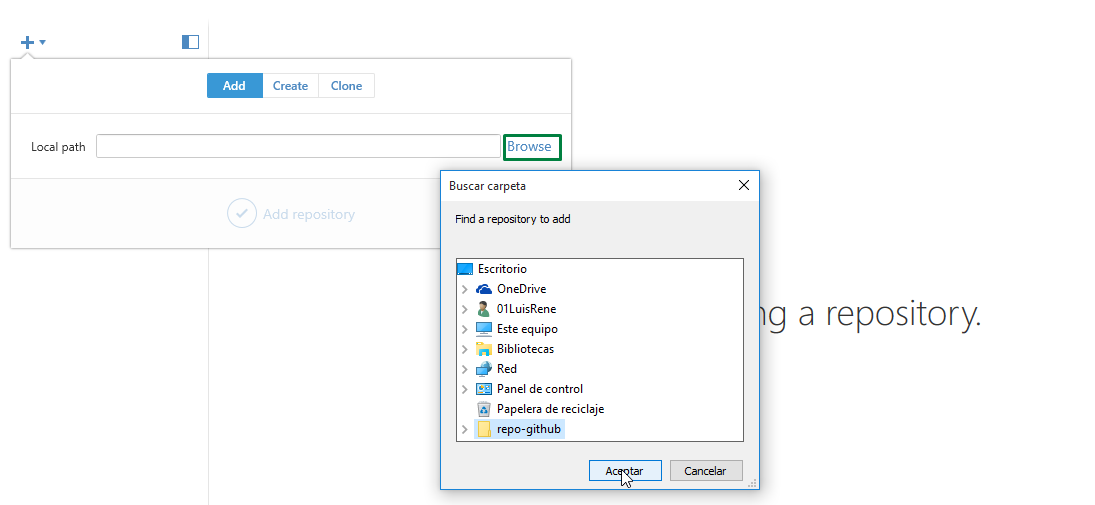 Add Create Clone
Local path
Browse
Add repository
Buscar carpeta
Find a repository to add
Escritorio
OneDrive
01LuisRene
Este equipo
Bibliotecas
Red
Panel de control
Papelera de reciclaje
repo-github
Aceptar Cancelar
a repository.